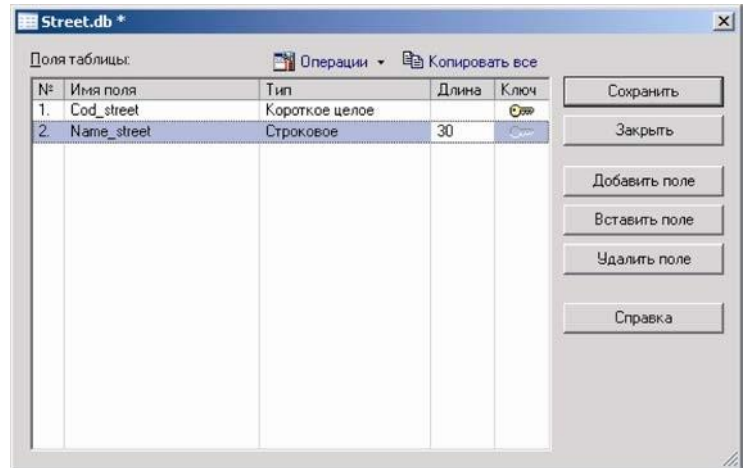 Street.db *
Поля таблицы: Операции Копировать все
№ Имя поля Тип Длина Ключ
1. Cod_street Короткое целое
2. Name_street Строковое 30
Сохранить
Закрыть
Добавить поле
Вставить поле
Удалить поле
Справка